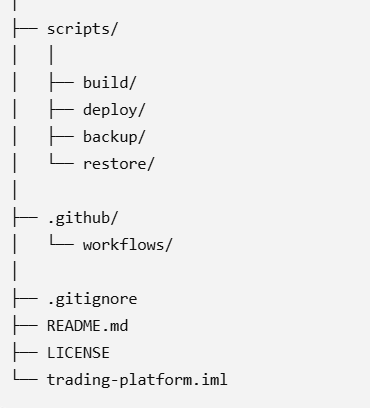 │
├── scripts/
│   │
│   ├── build/
│   ├── deploy/
│   ├── backup/
│   └── restore/
│
├── .github/
│   └── workflows/
│
├── .gitignore
├── README.md
├── LICENSE
└── trading-platform.iml